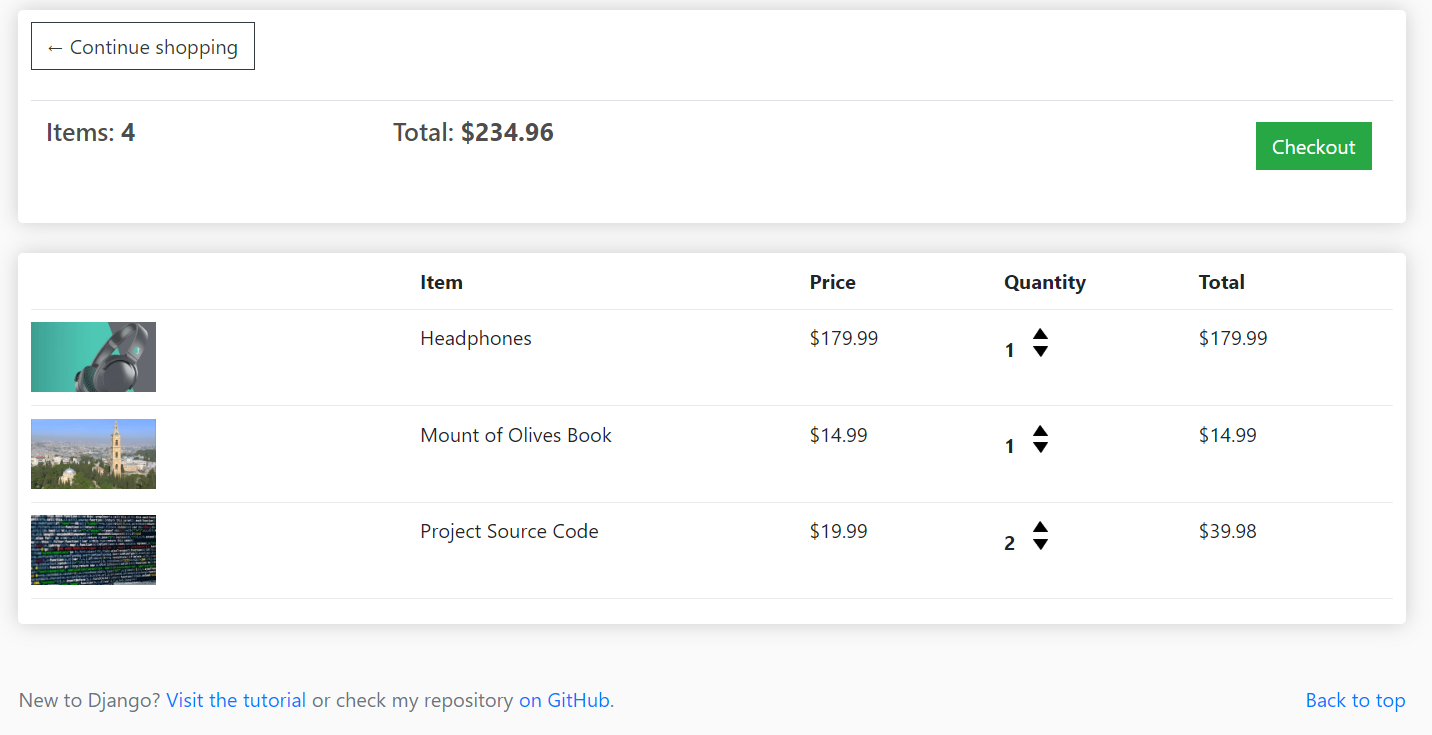 ← Continue shopping
Items: 4 Total: $234.96 Checkout
Item Price Quantity Total
Headphones $179.99 1 $179.99
Mount of Olives Book $14.99 1 $14.99
Project Source Code $19.99 2 $39.98
New to Django? Visit the tutorial or check my repository on GitHub. Back to top